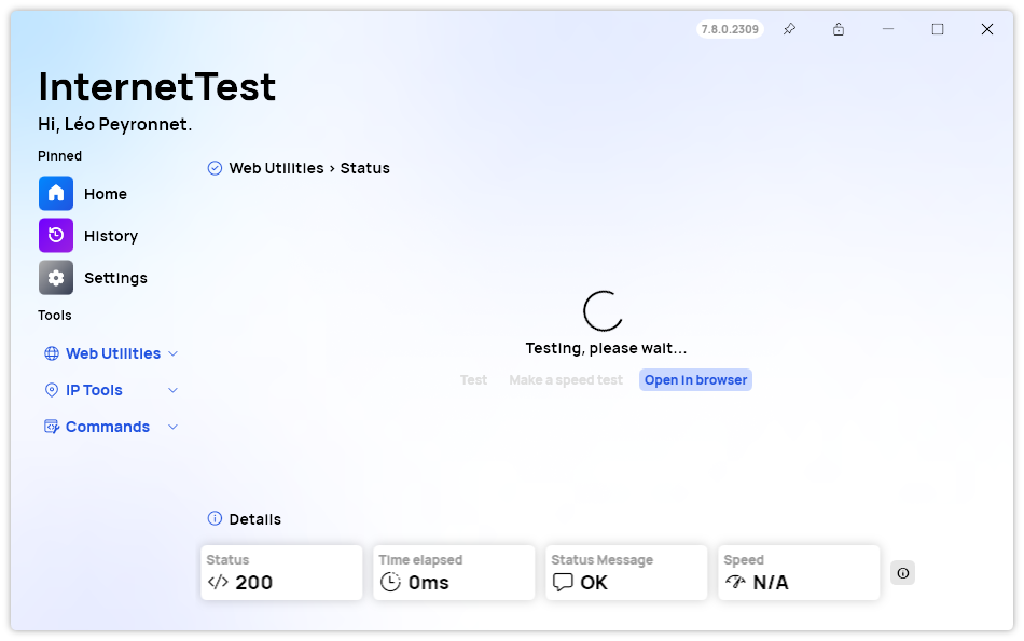 7.8.0.2309
InternetTest
Hi, Léo Peyronnet.
Pinned
Web Utilities > Status
Home
History
Settings
Tools
Web Utilities
IP Tools
Commands
Testing, please wait...
Test Make a speed test Open in browser
Details
Status Time elapsed Status Message Speed
200 0ms OK N/A